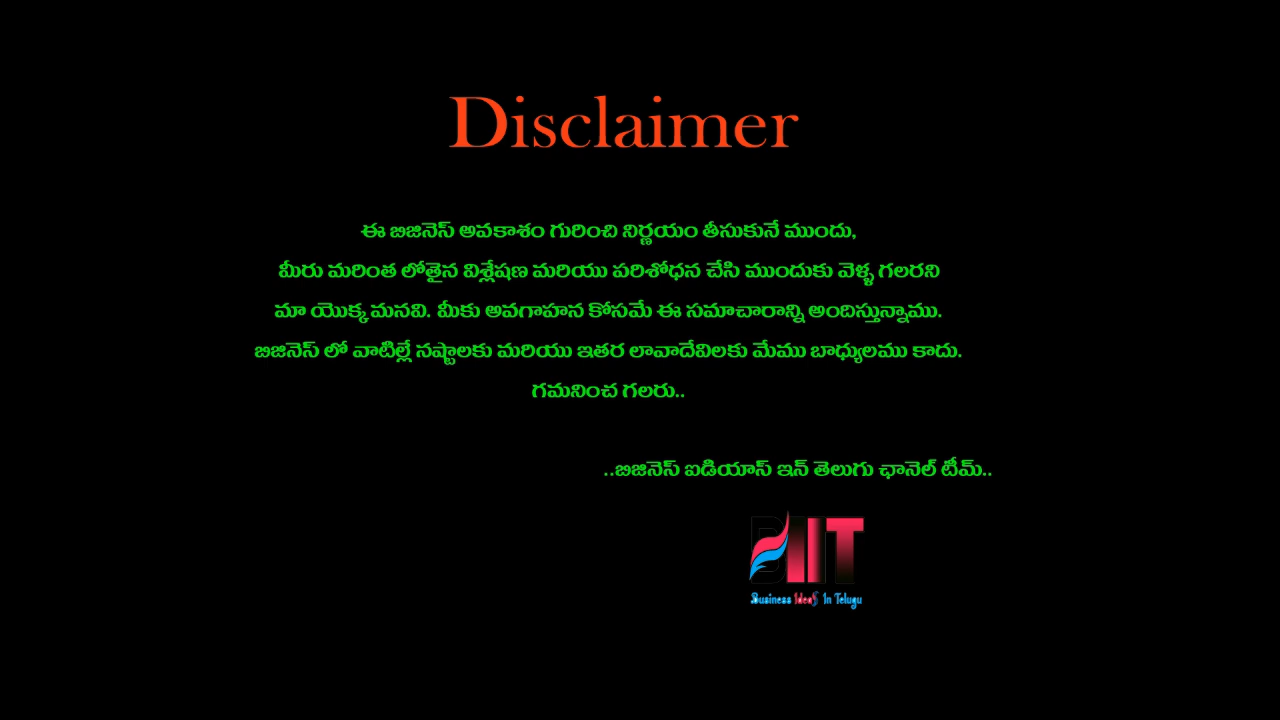 Disclaimer
ఈ బిజినెస్ అవకాశం గురించి నిర్ణయం తీసుకునే ముందు,
మీరు మరింత లోతైన విశ్లేషణ మరియు పరిశోధన చేసి ముందుకు వెళ్ళ గలరని
మా యొక్క మనవి. మీకు అవగాహన కోసమే ఈ సమాచారాన్ని అందిస్తున్నాము.
బిజినెస్ లో వాటిల్లే నష్టాలకు మరియు ఇతర లావాదేవిలకు మేము బాధ్యులము కాదు.
గమనించ గలరు..
..బిజినెస్ ఐడియాస్ ఇన్ తెలుగు ఛానెల్ టీమ్..
BIIT
Business Ideas In Telugu